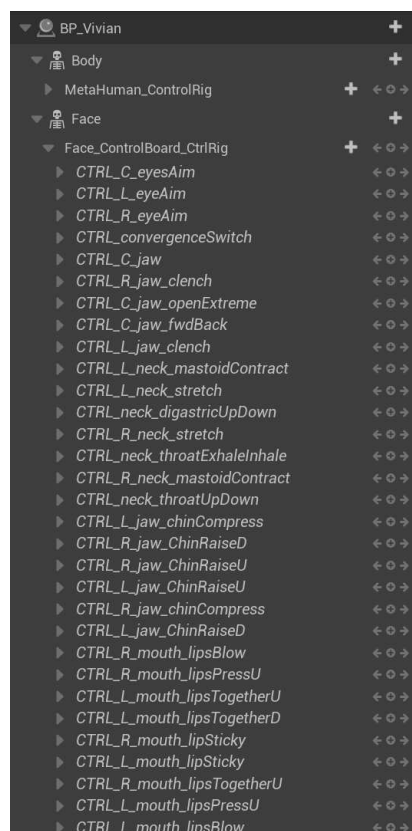 BP_Vivian
Body
MetaHuman_ControlRig
Face
Face_ControlBoard_CtrlRig
CTRL_C_eyesAim
CTRL_L_eyeAim
CTRL_R_eyeAim
CTRL_convergenceSwitch
CTRL_C_jaw
CTRL_R_jaw_clench
CTRL_C_jaw_openExtreme
CTRL_C_jaw_fwdBack
CTRL_L_jaw_clench
CTRL_L_neck_mastoidContract
CTRL_L_neck_stretch
CTRL_neck_digastricUpDown
CTRL_R_neck_stretch
CTRL_neck_throatExhaleInhale
CTRL_R_neck_mastoidContract
CTRL_neck_throatUpDown
CTRL_L_jaw_chinCompress
CTRL_R_jaw_ChinRaiseD
CTRL_R_jaw_ChinRaiseU
CTRL_L_jaw_ChinRaiseU
CTRL_R_jaw_chinCompress
CTRL_L_jaw_ChinRaiseD
CTRL_R_mouth_lipsBlow
CTRL_R_mouth_lipsPressU
CTRL_L_mouth_lipsTogetherU
CTRL_L_mouth_lipsTogetherD
CTRL_R_mouth_lipSticky
CTRL_L_mouth_lipSticky
CTRL_R_mouth_lipsTogetherU
CTRL_L_mouth_lipsPressU
CTRL_L_mouth_lipsBlow